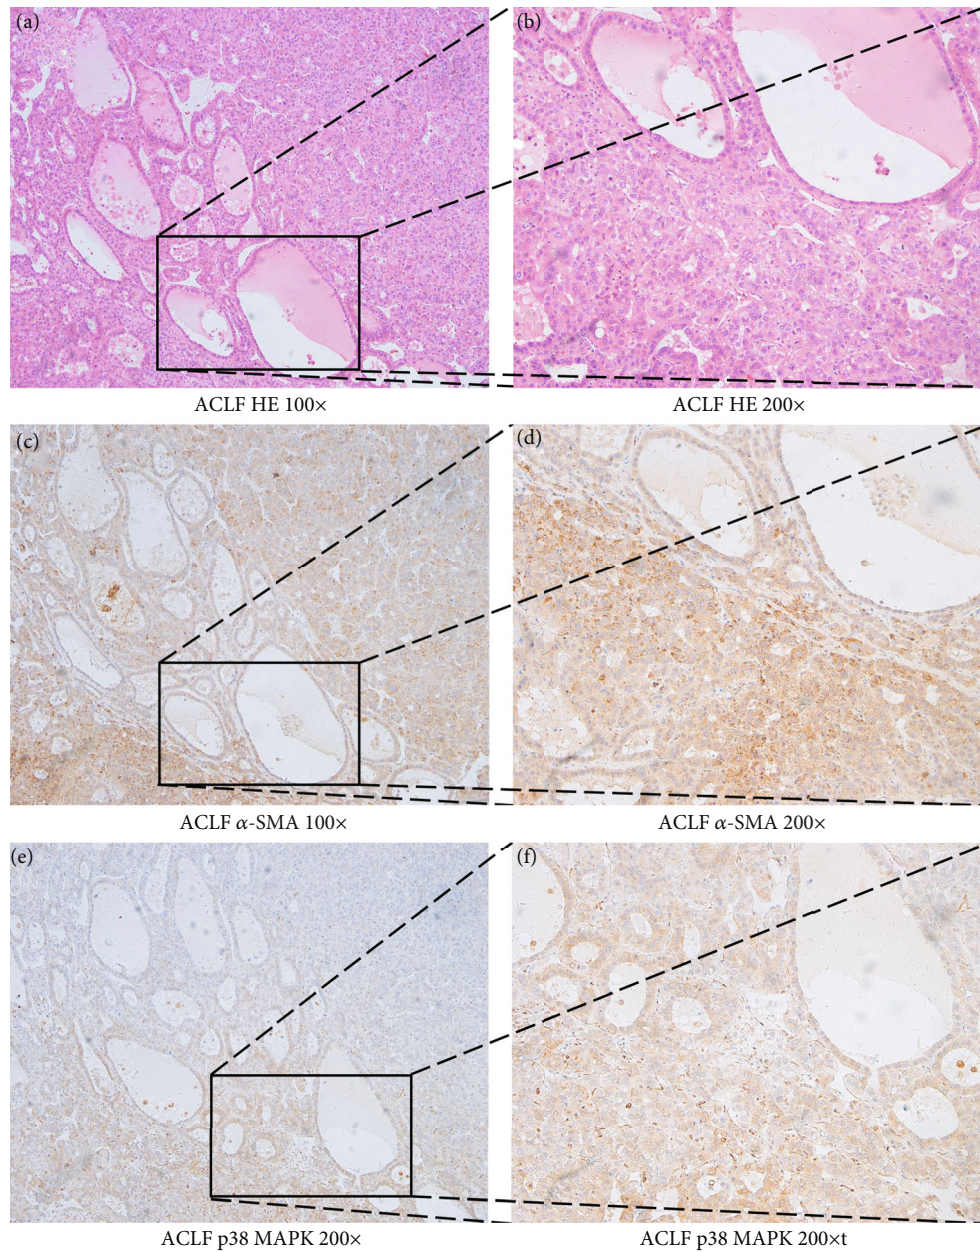 (a)
(b)
ACLF HE 100×
ACLF HE 200×
(c)
(d)
ACLF α-SMA 100×
ACLF α-SMA 200×
(e)
(f)
ACLF p38 MAPK 200×
ACLF p38 MAPK 200×t